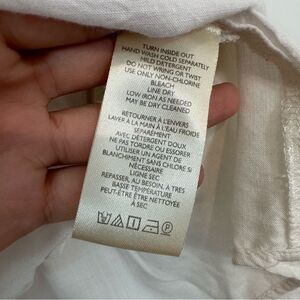 TURN INSIDE OUT
HAND WASH COLD SEPARATELY
MILD DETERGENT
DO NOT WRING OR TWIST
USE ONLY NON-CHLORINE
BLEACH
LINE DRY
LOW IRON AS NEEDED
MAY BE DRY CLEANED
RETOURNER À L'ENVERS
LAVER À LA MAIN À L'EAU FROIDE
SÉPARÉMENT.
AVEC DÉTERGENT DOUX
NE PAS TORDRE OU ESSORER
UTILISER UN AGENT DE
BLANCHIMENT SANS CHLORE SI
NÉCESSAIRE
LIGNE SEC
REPASSER, AU BESOIN, À TRÈS
BASSE TEMPÉRATURE
PEUT-ÊTRE ÊTRE NETTOYÉE
À SEC
P